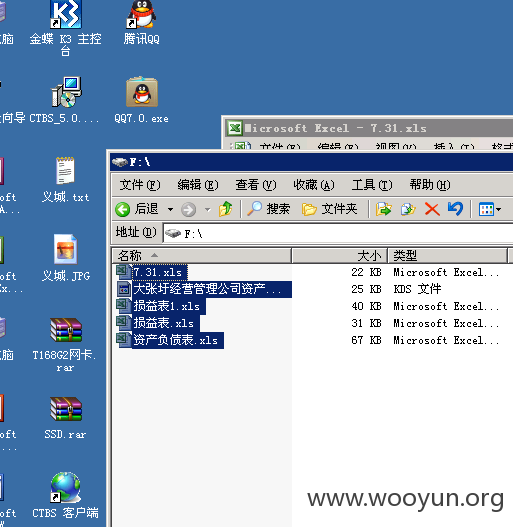 脑
金蝶 K3 主控
台
腾讯QQ
设向导
CTBS_5.0....
QQ7.0.exe
Microsoft Excel - 7.31.xls
文件(F) 编辑(E) 视图(V) 插入(I) 格式
F:\
文件(F) 编辑(E) 查看(V) 收藏(A) 工具(T) 帮助(H)
后退 搜索 文件夹
地址(D) F:\
名称 大小 类型
7.31.xls 22 KB Microsoft Excel...
大张圩经营管理公司资产... 25 KB KDS 文件
损益表1.xls 40 KB Microsoft Excel...
损益表.xls 31 KB Microsoft Excel...
资产负债表.xls 67 KB Microsoft Excel...
osoft
A...
义城.txt
osoft
Ex...
义城.JPG
脑
T168G2网卡.
rar
osoft
SSD.rar
osoft
W
CTBS 客户端
www.wooyun.org